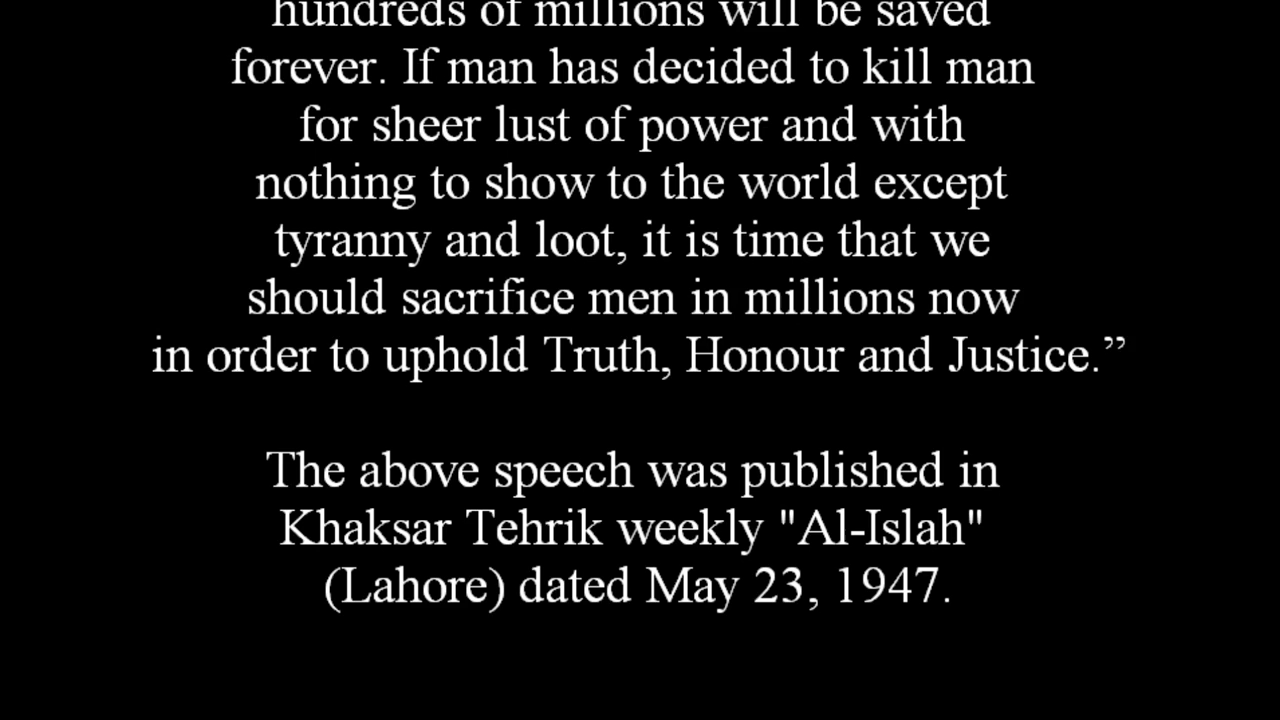 hundreds of millions will be saved
forever. If man has decided to kill man
for sheer lust of power and with
nothing to show to the world except
tyranny and loot, it is time that we
should sacrifice men in millions now
in order to uphold Truth, Honour and Justice.”
The above speech was published in
Khaksar Tehrik weekly "Al-Islah"
(Lahore) dated May 23, 1947.